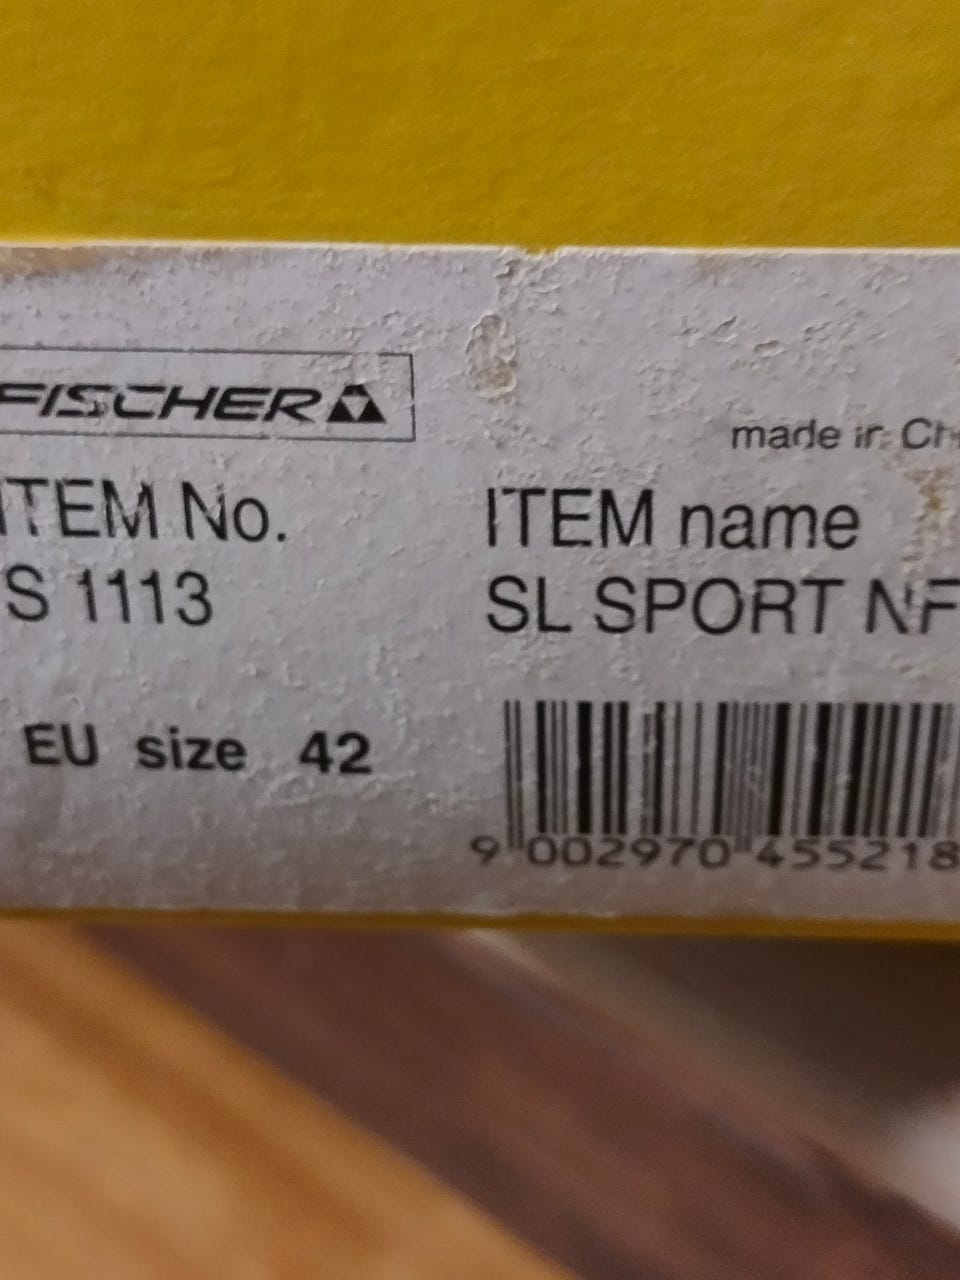 FISCHER
made in Ch
ITEM No.
ITEM name
S 1113
SL SPORT NF
EU size 42
9 002970 455218